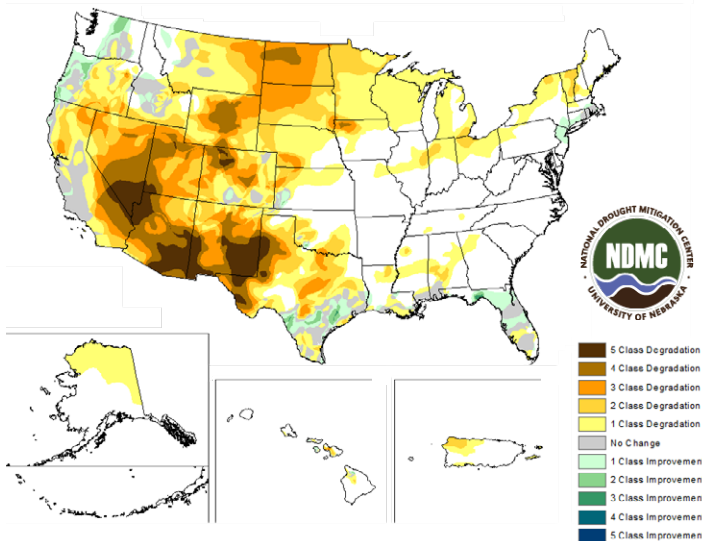 NATIONAL DROUGHT MITIGATION CENTER
NDMC
UNIVERSITY OF NEBRASKA
5 Class Degradation
4 Class Degradation
3 Class Degradation
2 Class Degradation
1 Class Degradation
No Change
1 Class Improvemen
2 Class Improvemen
3 Class Improvemen
4 Class Improvemen
5 Class Improvemen